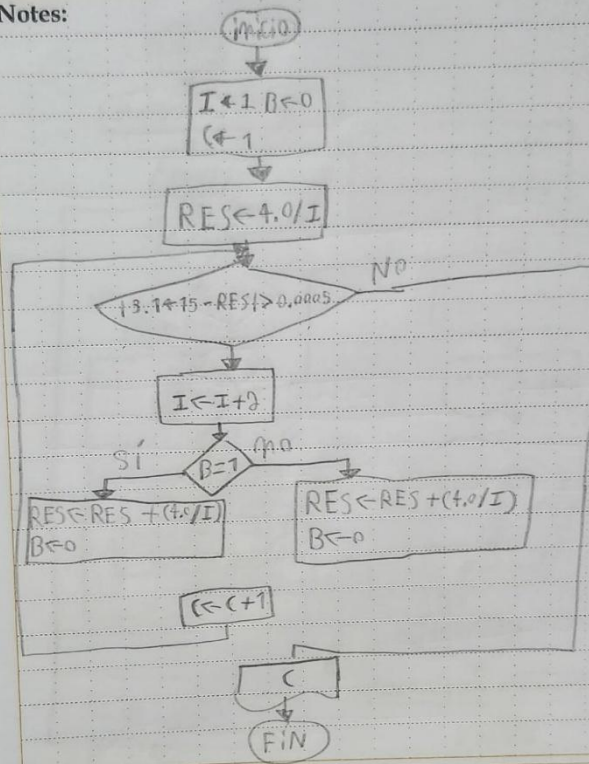 Notes:
inicio
I ← 1 B ← 0
C ← 1
RES ← 4.0/I
|3.1415 - RES| > 0.0005
No
I ← I+2
B=1
Sí
no
RES ← RES + (4.0/I)
B ← 0
RES ← RES + (4.0/I)
B ← 0
C ← C+1
C
FiN